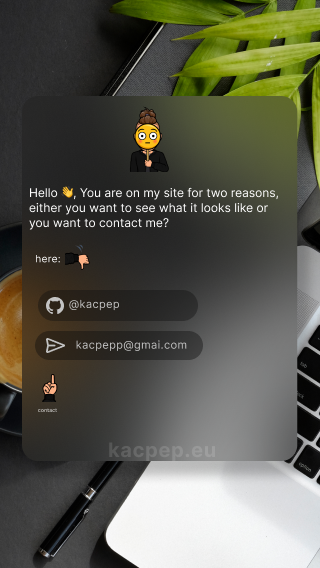 Hello 👋, You are on my site for two reasons,
either you want to see what it looks like or
you want to contact me?
here:
@kacpep
kacpepp@gmai.com
contact
kacpep.eu